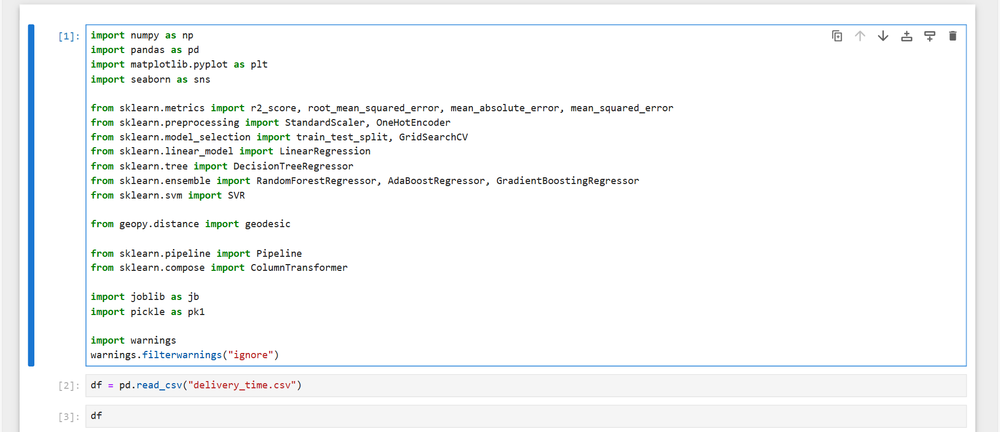 [1]:
import numpy as np
import pandas as pd
import matplotlib.pyplot as plt
import seaborn as sns
from sklearn.metrics import r2_score, root_mean_squared_error, mean_absolute_error, mean_squared_error
from sklearn.preprocessing import StandardScaler, OneHotEncoder
from sklearn.model_selection import train_test_split, GridSearchCV
from sklearn.linear_model import LinearRegression
from sklearn.tree import DecisionTreeRegressor
from sklearn.ensemble import RandomForestRegressor, AdaBoostRegressor, GradientBoostingRegressor
from sklearn.svm import SVR
from geopy.distance import geodesic
from sklearn.pipeline import Pipeline
from sklearn.compose import ColumnTransformer
import joblib as jb
import pickle as pk1
import warnings
warnings.filterwarnings("ignore")
[2]: df = pd.read_csv("delivery_time.csv")
[3]: df